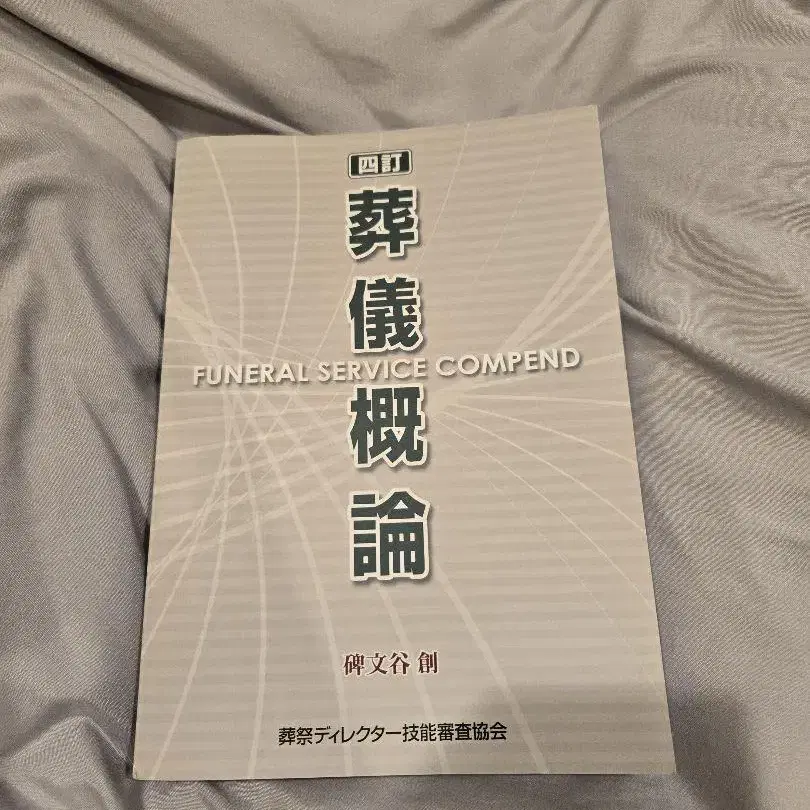 四訂
葬儀概論
FUNERAL SERVICE COMPEND
碑文谷 創
葬祭ディレクター技能審査協会